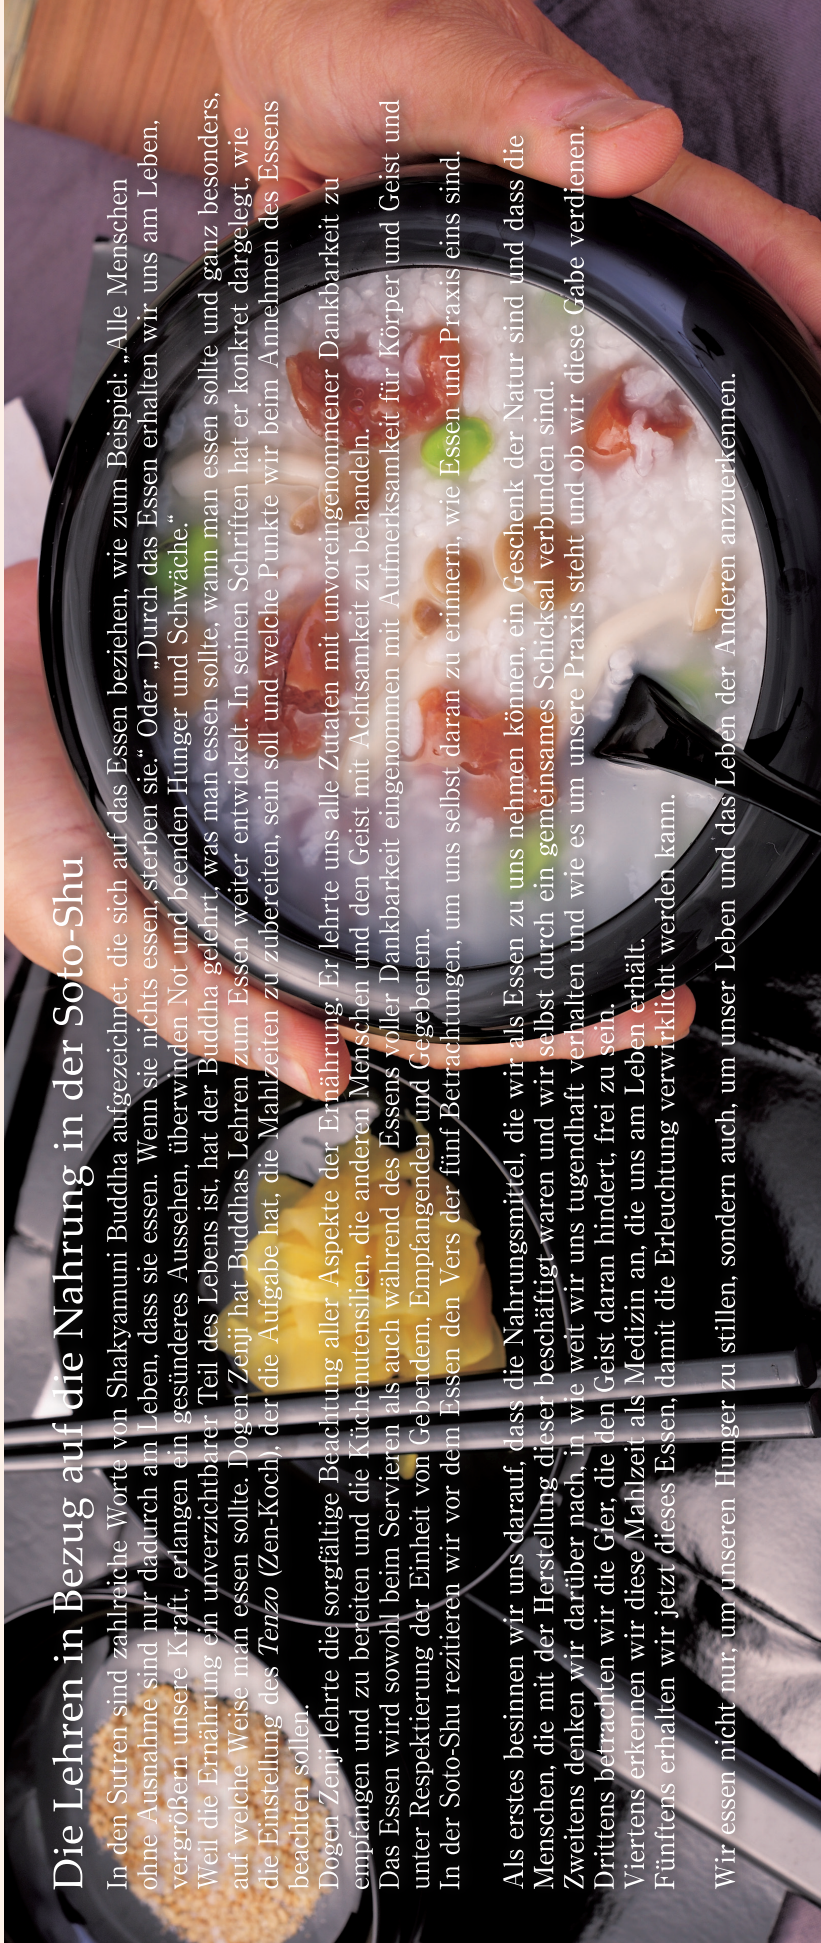 Die Lehren in Bezug auf die Nahrung in der Soto-Shu
In den Sutren sind zahlreiche Worte von Shakyamuni Buddha aufgezeichnet, die sich auf das Essen beziehen, wie zum Beispiel: „Alle Menschen
ohne Ausnahme sind nur dadurch am Leben, dass sie essen. Wenn sie nichts essen, sterben sie.“ Oder „Durch das Essen erhalten wir uns am Leben,
vergrößern unsere Kraft, erlangen ein gesünderes Aussehen, überwinden Not und beenden Hunger und Schwäche.“
Weil die Ernährung ein unverzichtbarer Teil des Lebens ist, hat der Buddha gelehrt, was man essen sollte, wann man essen sollte und ganz besonders,
auf welche Weise man essen sollte. Dogen Zenji hat Buddhas Lehren zum Essen weiter entwickelt. In seinen Schriften hat er konkret dargelegt, wie
die Einstellung des Tenzo (Zen-Koch), der die Aufgabe hat, die Mahlzeiten zu zubereiten, sein soll und welche Punkte wir beim Annehmen des Essens
beachten sollen.
Dogen Zenji lehrte die sorgfältige Beachtung aller Aspekte der Ernährung. Er lehrte uns alle Zutaten mit unvoreingenommener Dankbarkeit zu
empfangen und zu bereiten und die Küchenutensilien, die anderen Menschen und den Geist mit Achtsamkeit zu behandeln.
Das Essen wird sowohl beim Servieren als auch während des Essens voller Dankbarkeit eingenommen mit Aufmerksamkeit für Körper und Geist und
unter Respektierung der Einheit von Gebendem, Empfangenden und Gegebenem.
In der Soto-Shu rezitieren wir vor dem Essen den Vers der fünf Betrachtungen, um uns selbst daran zu erinnern, wie Essen und Praxis eins sind.
Als erstes besinnen wir uns darauf, dass die Nahrungsmittel, die wir als Essen zu uns nehmen können, ein Geschenk der Natur sind und dass die
Menschen, die mit der Herstellung dieser beschäftigt waren und wir selbst durch ein gemeinsames Schicksal verbunden sind.
Zweitens denken wir darüber nach, in wie weit wir uns tugendhaft verhalten und wie es um unsere Praxis steht und ob wir diese Gabe verdienen.
Drittens betrachten wir die Gier, die den Geist daran hindert, frei zu sein.
Viertens erkennen wir diese Mahlzeit als Medizin an, die uns am Leben erhält.
Fünftens erhalten wir jetzt dieses Essen, damit die Erleuchtung verwirklicht werden kann.
Wir essen nicht nur, um unseren Hunger zu stillen, sondern auch, um unser Leben und das Leben der Anderen anzuerkennen.